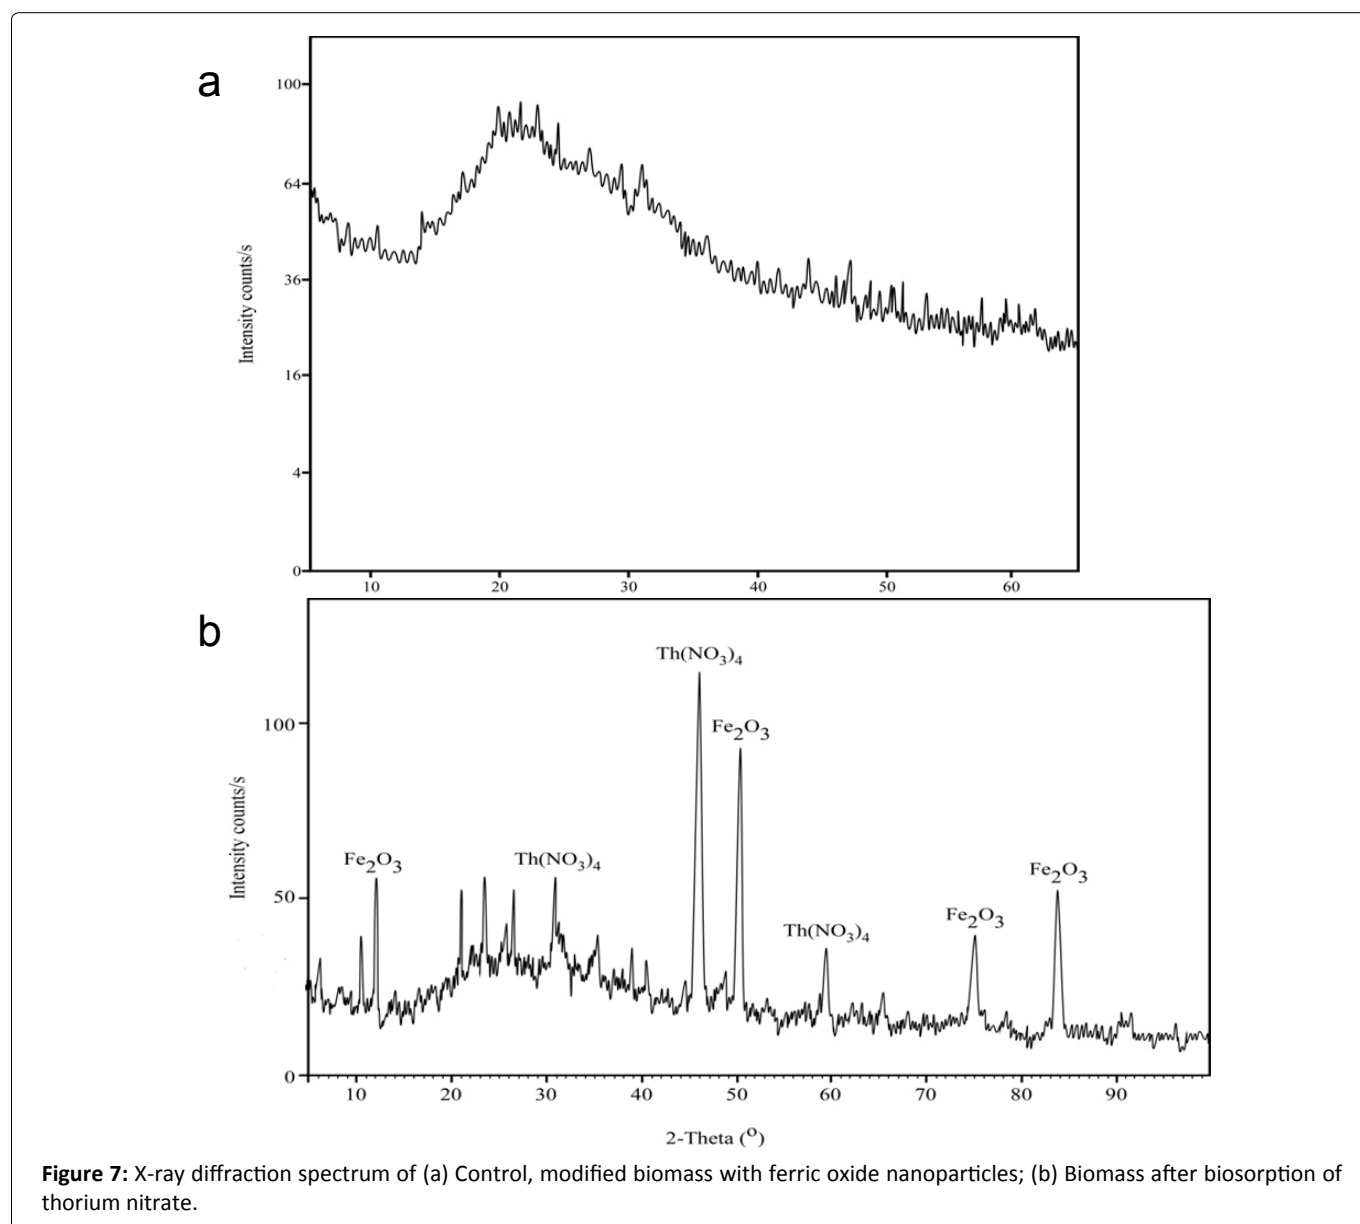 a
100
64
36
16
4
0
Intensity counts/s
10 20 30 40 50 60
b
Th(NO3)4
Fe2O3
100
Intensity counts/s
Fe2O3 Th(NO3)4 Fe2O3
50
Fe2O3
Th(NO3)4
0
10 20 30 40 50 60 70 80 90
2-Theta (o)
Figure 7: X-ray diffraction spectrum of (a) Control, modified biomass with ferric oxide nanoparticles; (b) Biomass after biosorption of
thorium nitrate.